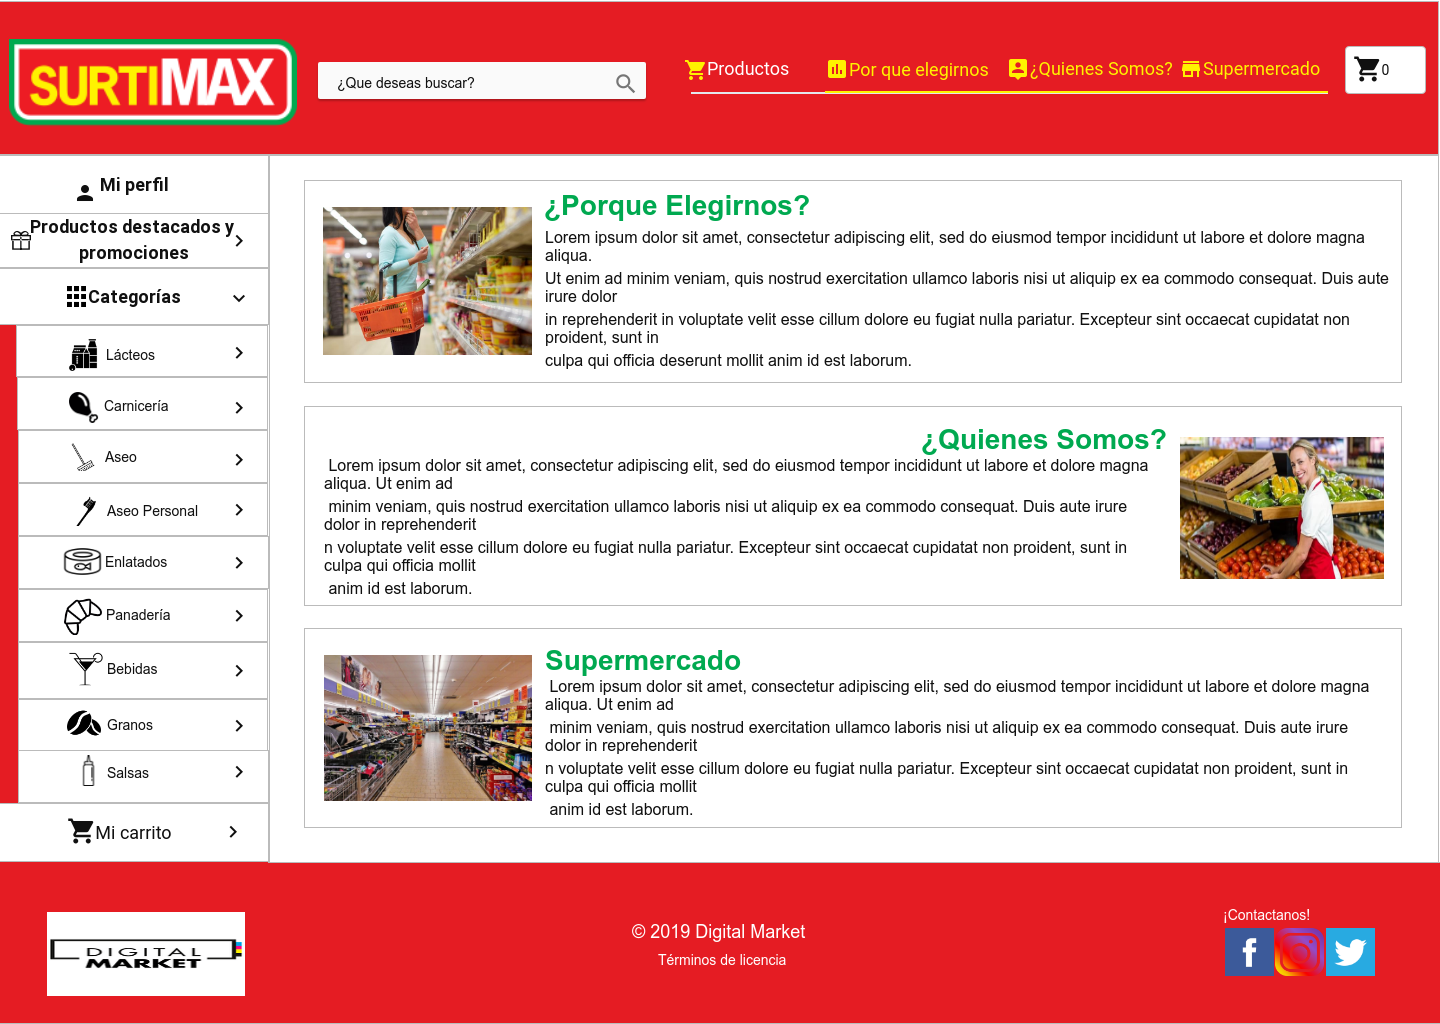 SURTIMAX
¿Que deseas buscar?
Productos
Por que elegirnos
¿Quienes Somos?
Supermercado
0
Mi perfil
Productos destacados y
promociones
Categorías
Lácteos
Carnicería
Aseo
Aseo Personal
Enlatados
Panadería
Bebidas
Granos
Salsas
Mi carrito
¿Porque Elegirnos?
Lorem ipsum dolor sit amet, consectetur adipiscing elit, sed do eiusmod tempor incididunt ut labore et dolore magna
aliqua.
Ut enim ad minim veniam, quis nostrud exercitation ullamco laboris nisi ut aliquip ex ea commodo consequat. Duis aute
irure dolor
in reprehenderit in voluptate velit esse cillum dolore eu fugiat nulla pariatur. Excepteur sint occaecat cupidatat non
proident, sunt in
culpa qui officia deserunt mollit anim id est laborum.
¿Quienes Somos?
Lorem ipsum dolor sit amet, consectetur adipiscing elit, sed do eiusmod tempor incididunt ut labore et dolore magna
aliqua. Ut enim ad
minim veniam, quis nostrud exercitation ullamco laboris nisi ut aliquip ex ea commodo consequat. Duis aute irure
dolor in reprehenderit
n voluptate velit esse cillum dolore eu fugiat nulla pariatur. Excepteur sint occaecat cupidatat non proident, sunt in
culpa qui officia mollit
anim id est laborum.
Supermercado
Lorem ipsum dolor sit amet, consectetur adipiscing elit, sed do eiusmod tempor incididunt ut labore et dolore magna
aliqua. Ut enim ad
minim veniam, quis nostrud exercitation ullamco laboris nisi ut aliquip ex ea commodo consequat. Duis aute irure
dolor in reprehenderit
n voluptate velit esse cillum dolore eu fugiat nulla pariatur. Excepteur sint occaecat cupidatat non proident, sunt in
culpa qui officia mollit
anim id est laborum.
DIGITAL
MARKET
© 2019 Digital Market
Términos de licencia
¡Contactanos!
f